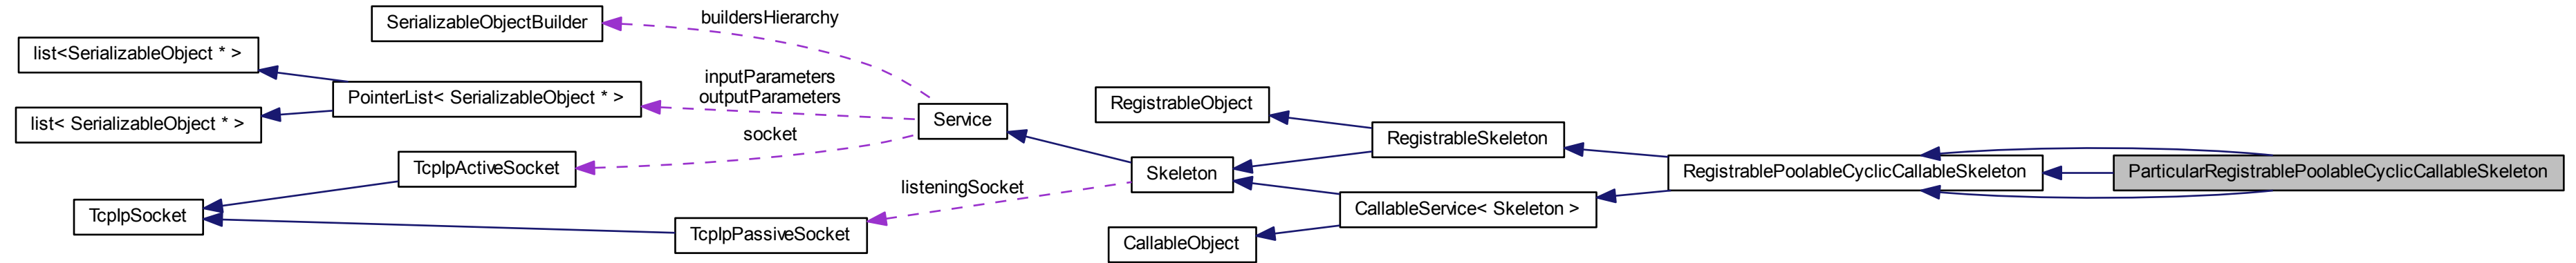 SerializableObjectBuilder
buildersHierarchy
list<SerializableObject * >
inputParameters
outputParameters
PointerList< SerializableObject * >
list< SerializableObject * >
RegistrableObject
Service
socket
RegistrableSkeleton
TcpIpActiveSocket
Skeleton
RegistrablePoolableCyclicCallableSkeleton
ParticularRegistrablePoolableCyclicCallableSkeleton
listeningSocket
TcpIpSocket
CallableService< Skeleton >
TcpIpPassiveSocket
CallableObject